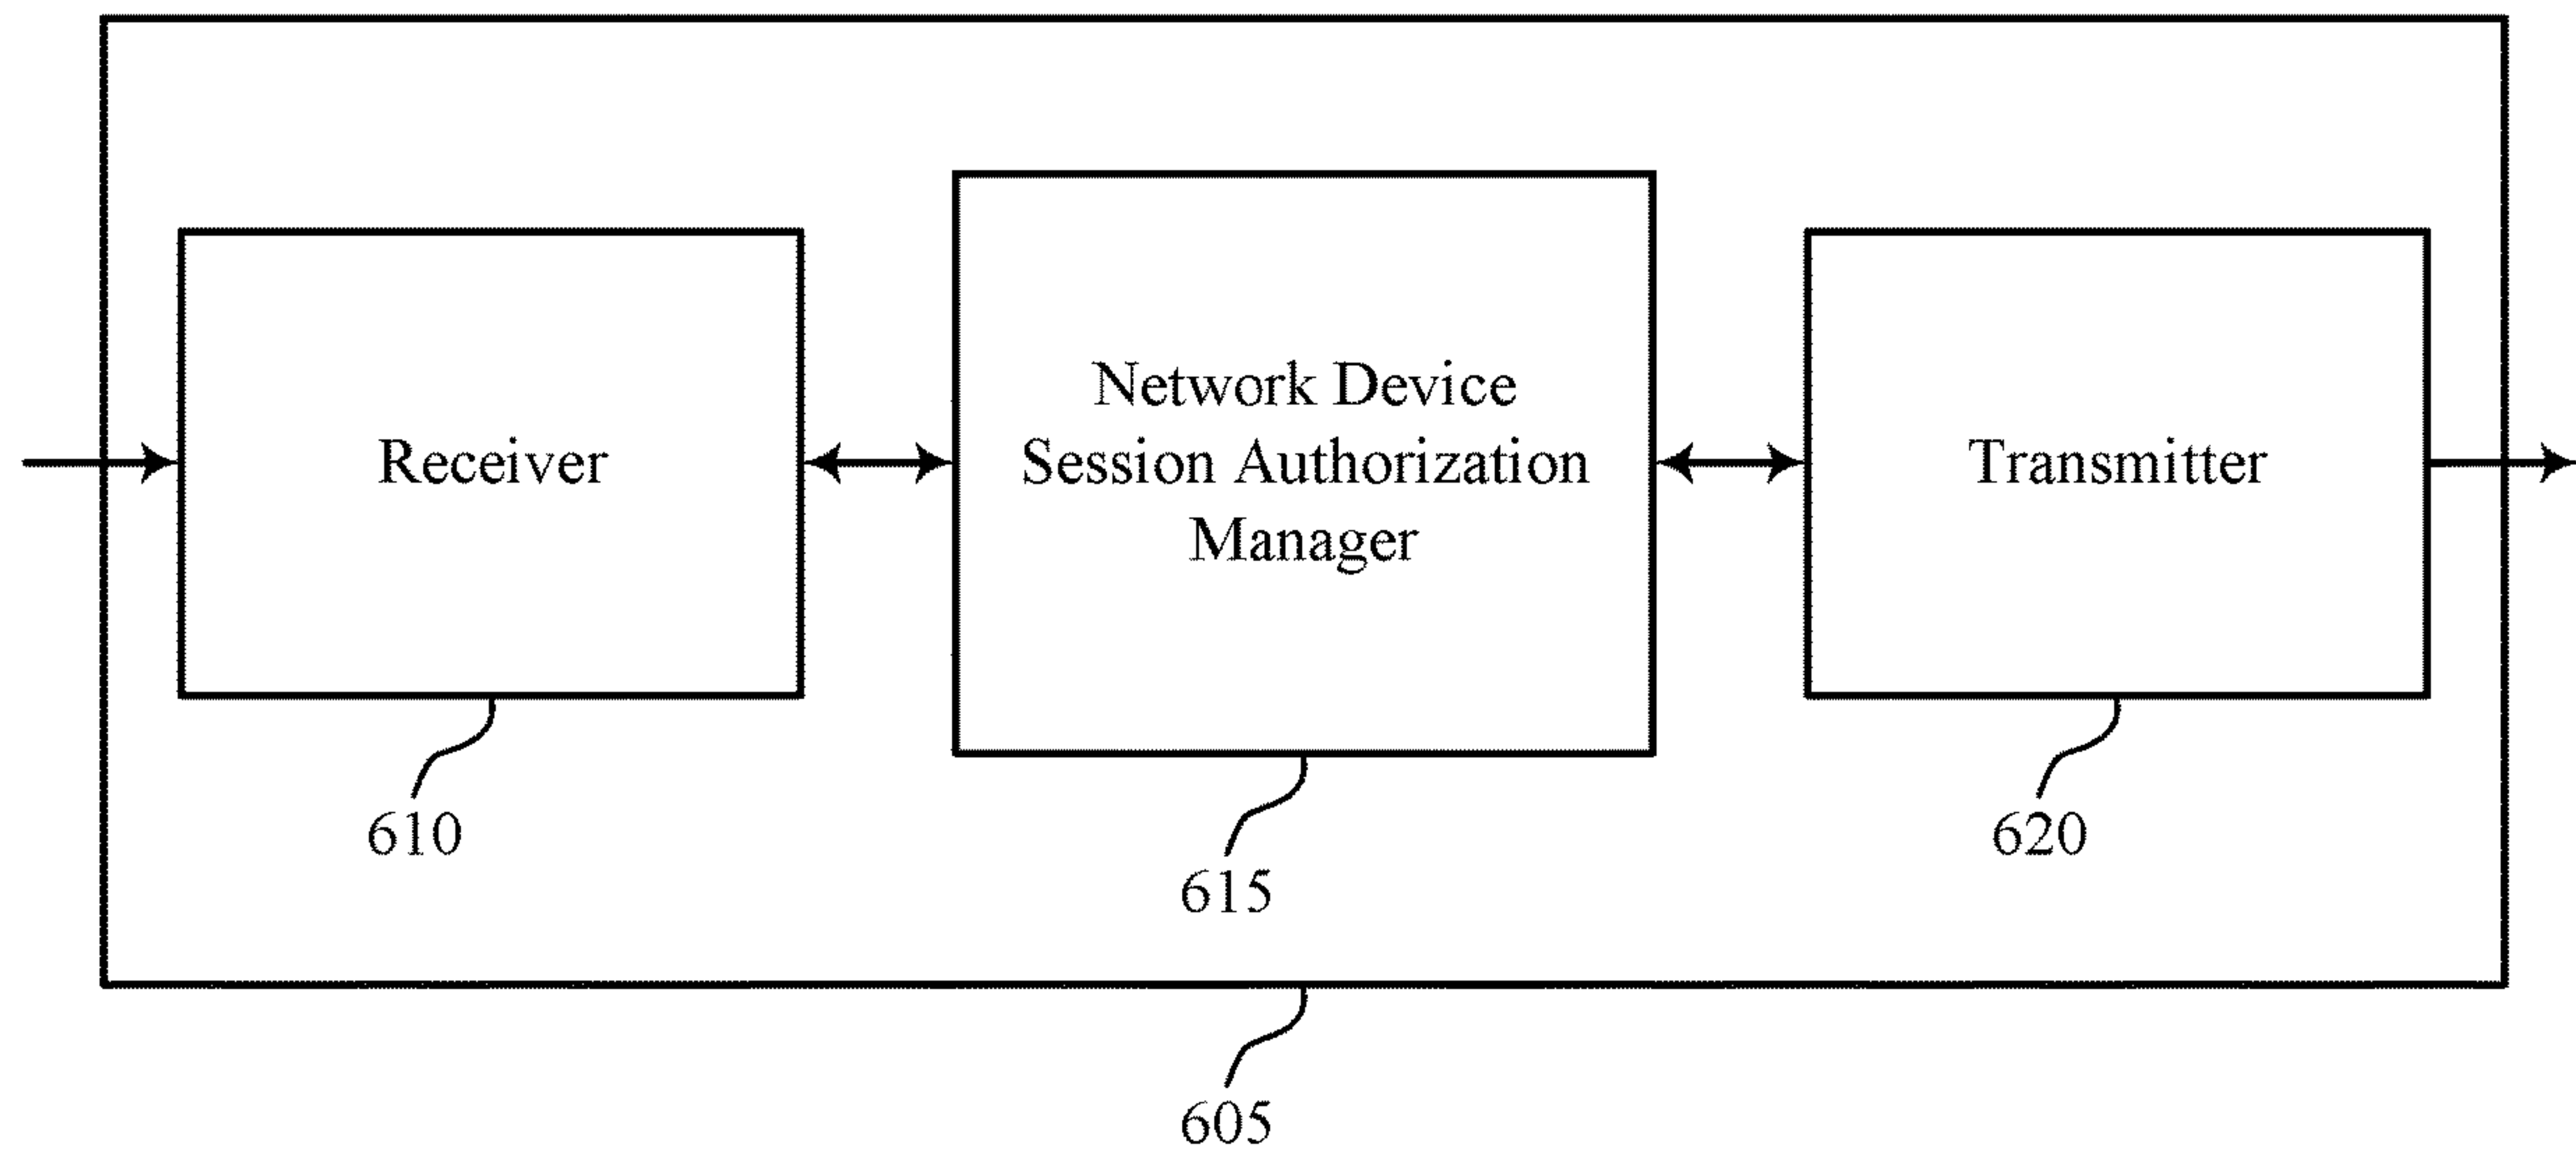 Receiver
Network Device
Session Authorization
Manager
Transmitter
610
615
620
605